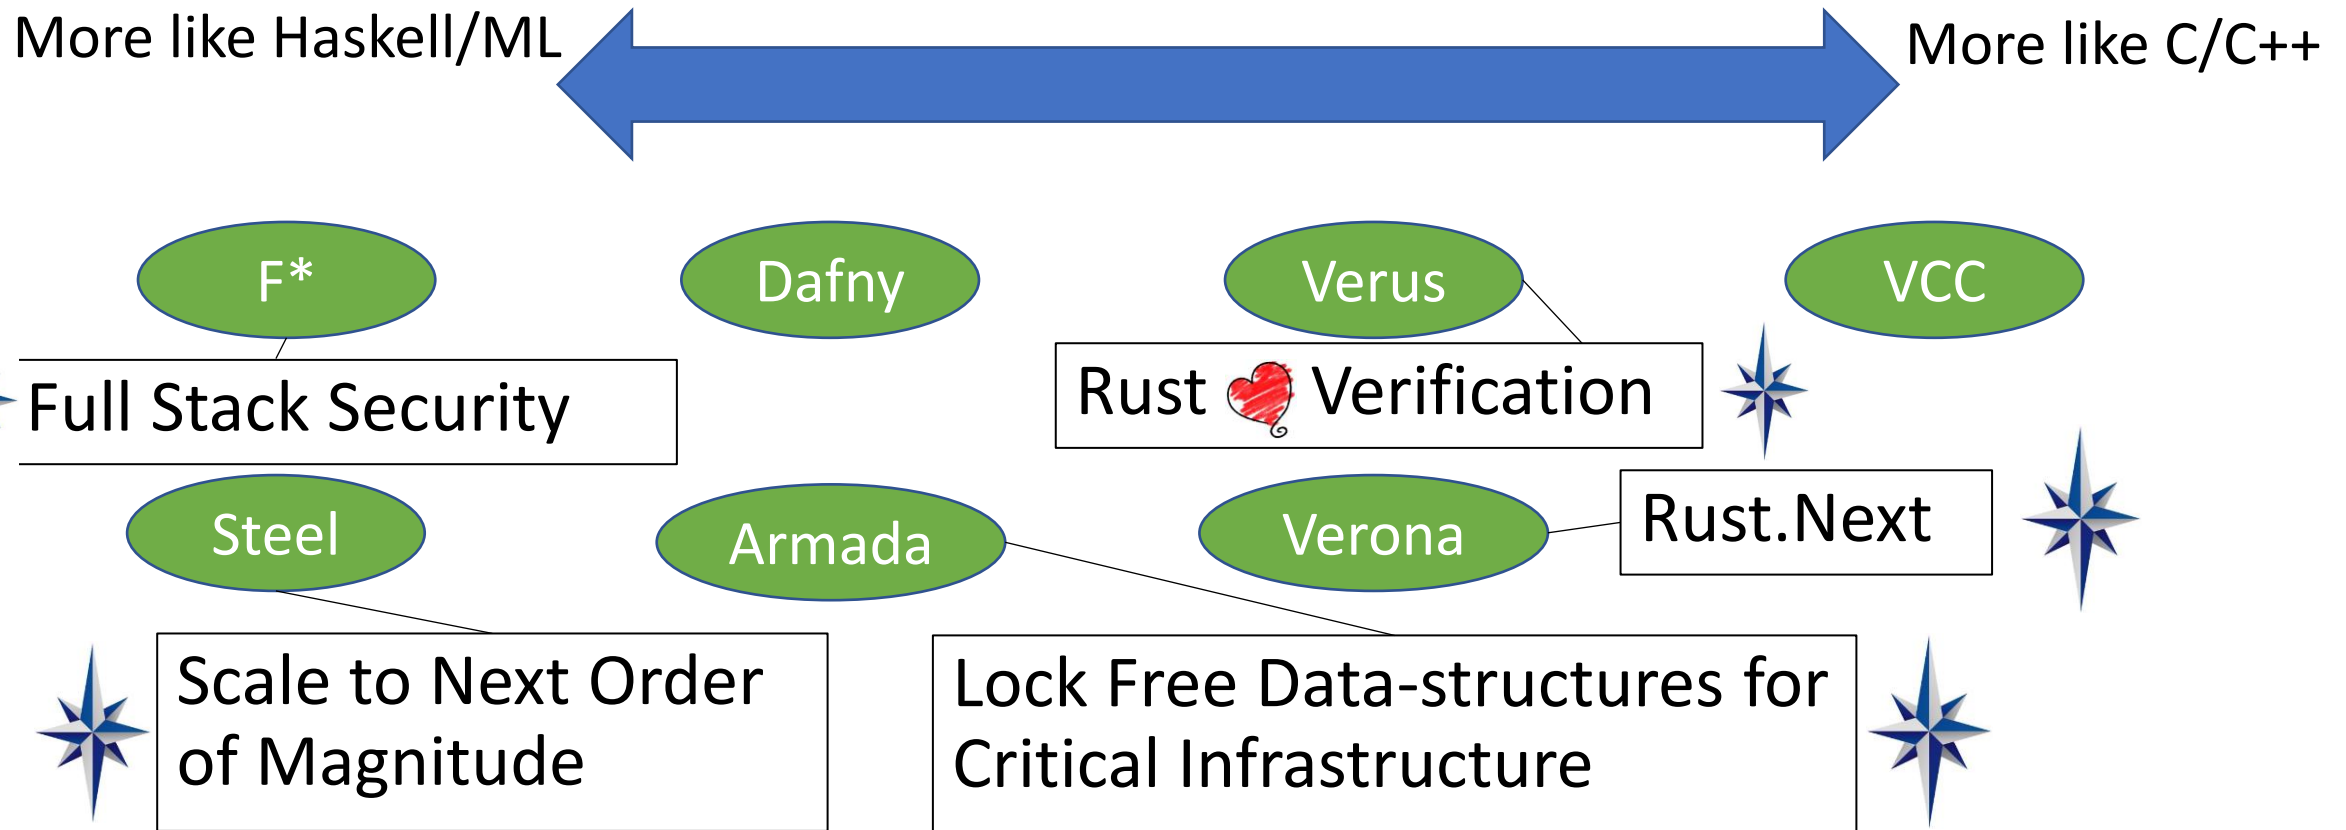 More like Haskell/ML
More like C/C++
F*
Dafny
Verus
VCC
Full Stack Security
Rust Verification
Steel
Armada
Verona
Rust.Next
Scale to Next Order
of Magnitude
Lock Free Data-structures for
Critical Infrastructure